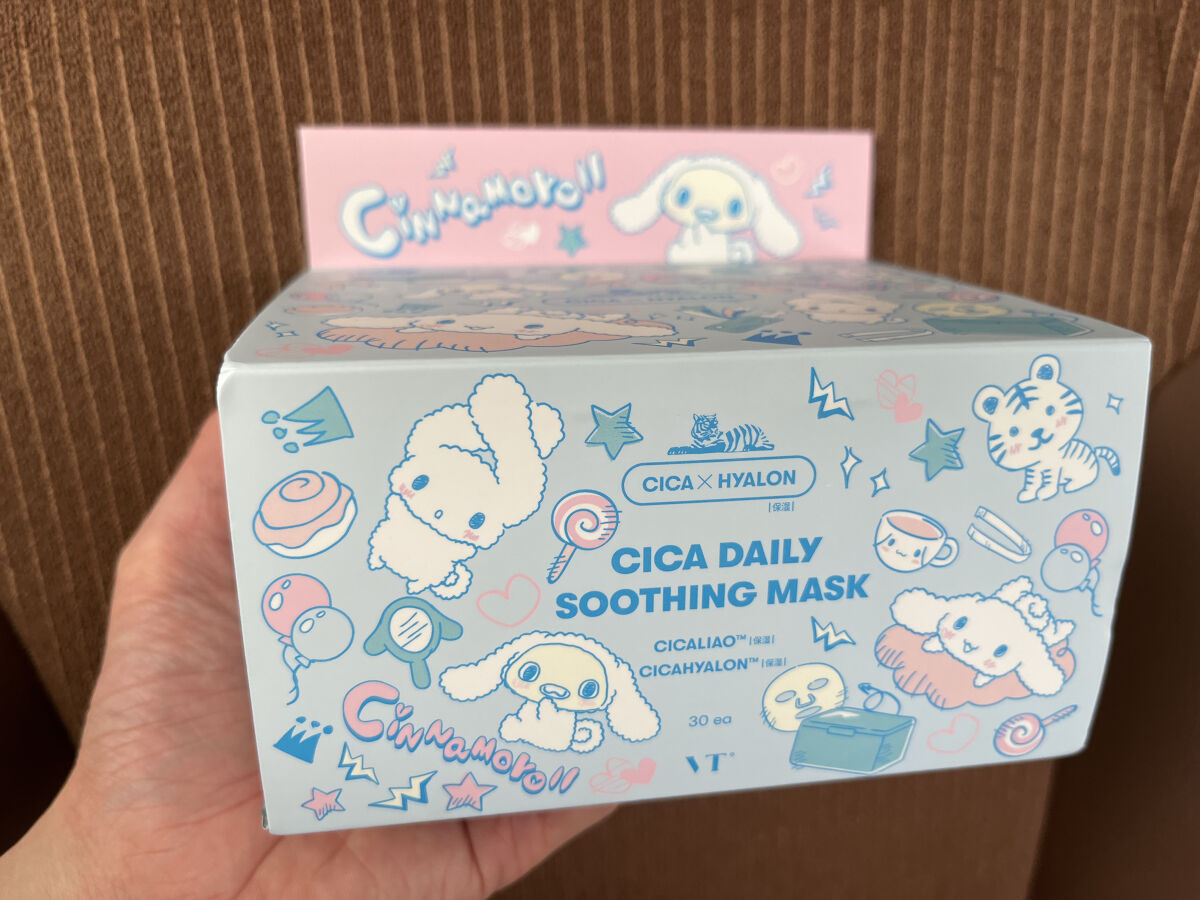 Cinnamoroll
CICA×HYALON
|保湿|
CICA DAILY
SOOTHING MASK
CICALIAO™ |保湿|
CICAHYALON™ |保湿|
30 ea
VT
Cinnamoroll